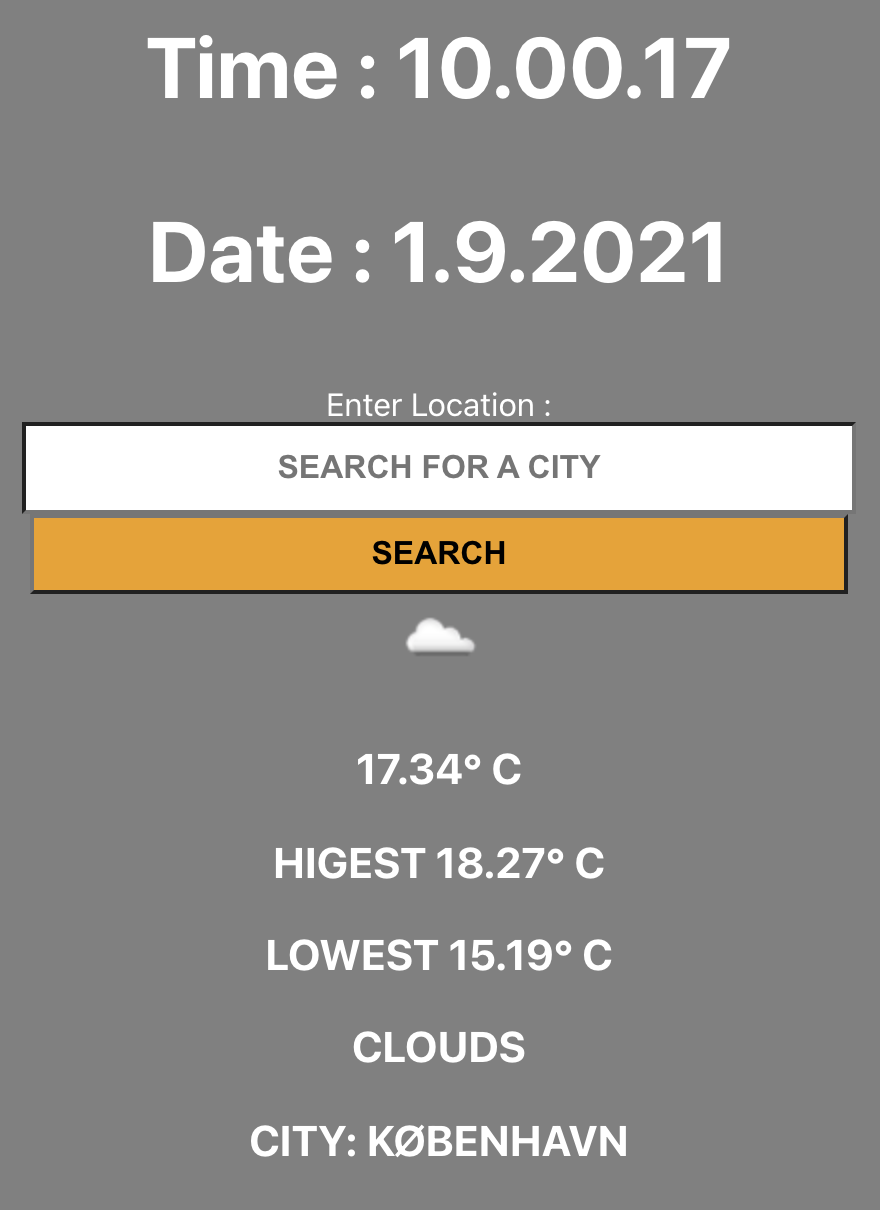 Time : 10.00.17
Date : 1.9.2021
Enter Location :
SEARCH FOR A CITY
SEARCH
17.34° C
HIGEST 18.27° C
LOWEST 15.19° C
CLOUDS
CITY: KØBENHAVN